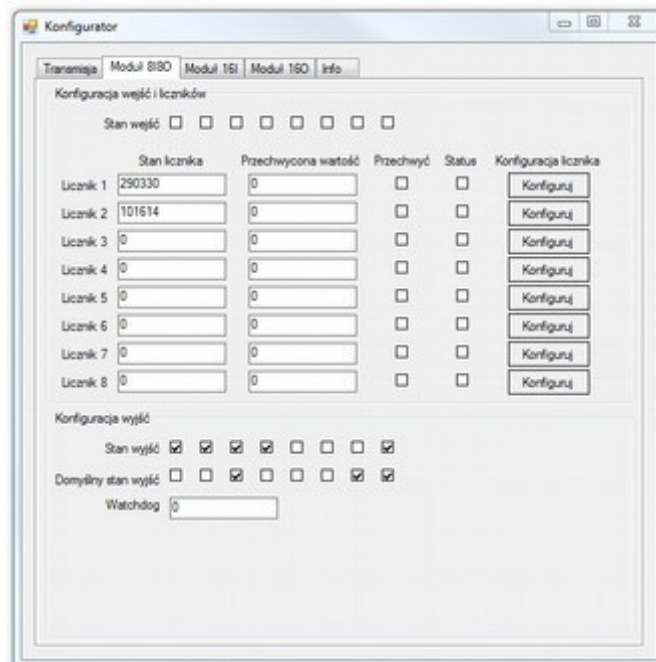 Konfigurator
Transmisja Moduł 8I8O Moduł 16I Moduł 16O Info
Konfiguracja wejść i liczników
Stan wejść
Stan licznika Przechwycona wartość Przechwyć Status Konfiguracja licznika
Licznik 1 290330 0 Konfiguruj
Licznik 2 101614 0 Konfiguruj
Licznik 3 0 0 Konfiguruj
Licznik 4 0 0 Konfiguruj
Licznik 5 0 0 Konfiguruj
Licznik 6 0 0 Konfiguruj
Licznik 7 0 0 Konfiguruj
Licznik 8 0 0 Konfiguruj
Konfiguracja wyjść
Stan wyjść
Domyślny stan wyjść
Watchdog 0